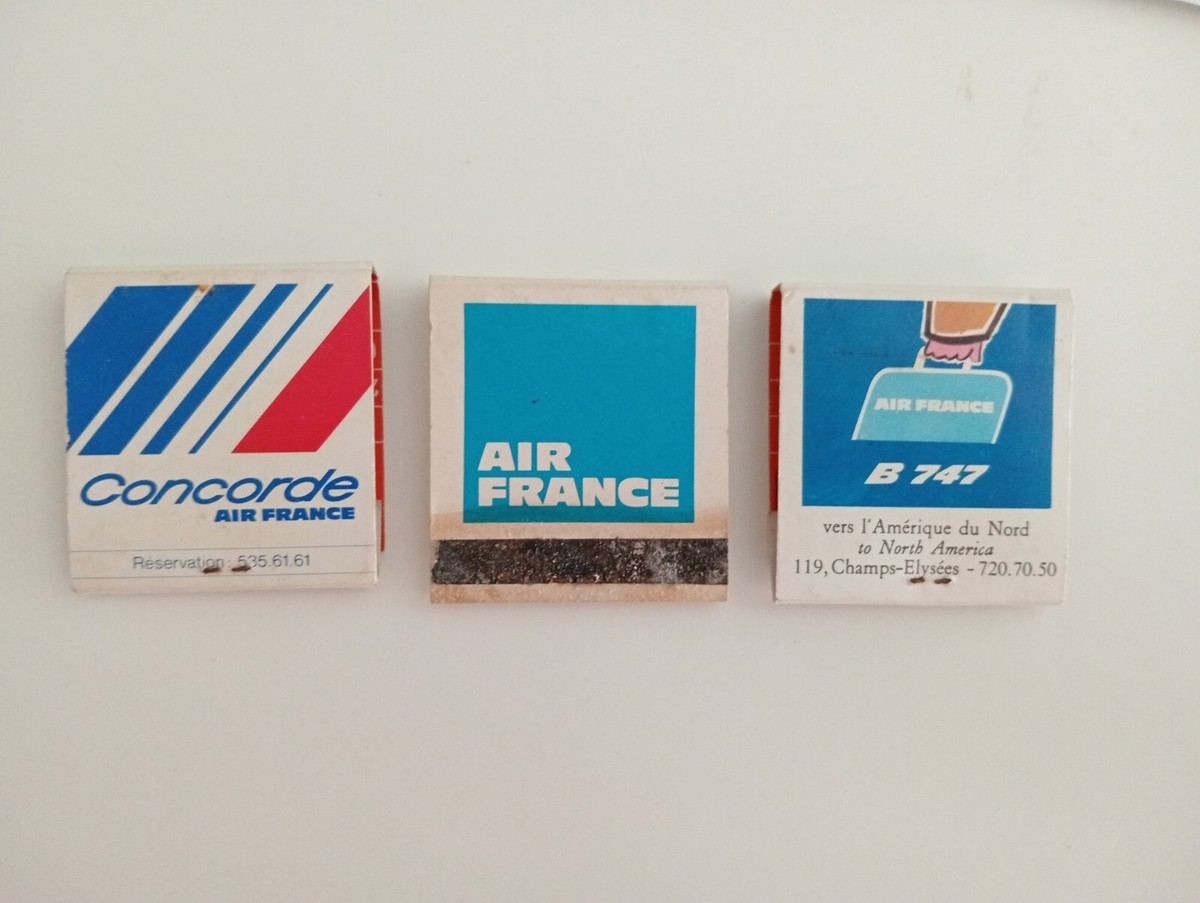 Concorde
AIR FRANCE
Réservation: 535.61.61
AIR
FRANCE
AIR FRANCE
B 747
vers l'Amérique du Nord
to North America
119, Champs-Elysées - 720.70.50